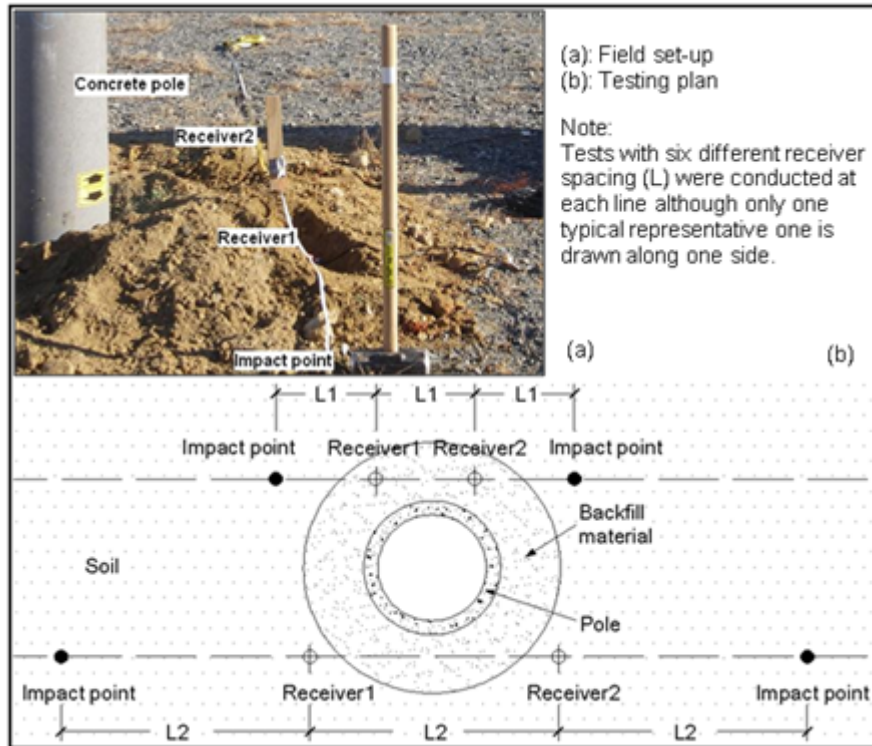 Concrete pole
Receiver2
Receiver1
Impact point
(a): Field set-up
(b): Testing plan
Note:
Tests with six different receiver
spacing (L) were conducted at
each line although only one
typical representative one is
drawn along one side.
(a)
(b)
L1 L1 L1
Impact point Receiver1 Receiver2 Impact point
Backfill
material
Soil
Pole
Impact point Receiver1 Receiver2 Impact point
L2 L2 L2